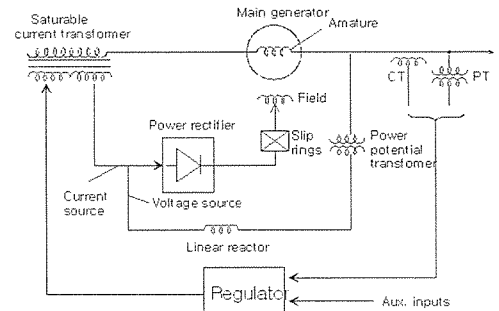 Saturable
current transformer
Main generator
Amature
CT
PT
Field
Power rectifier
Slip
rings
Power
potential
transfomer
Current
source
Voltage source
Linear reactor
Regulator
Aux. inputs